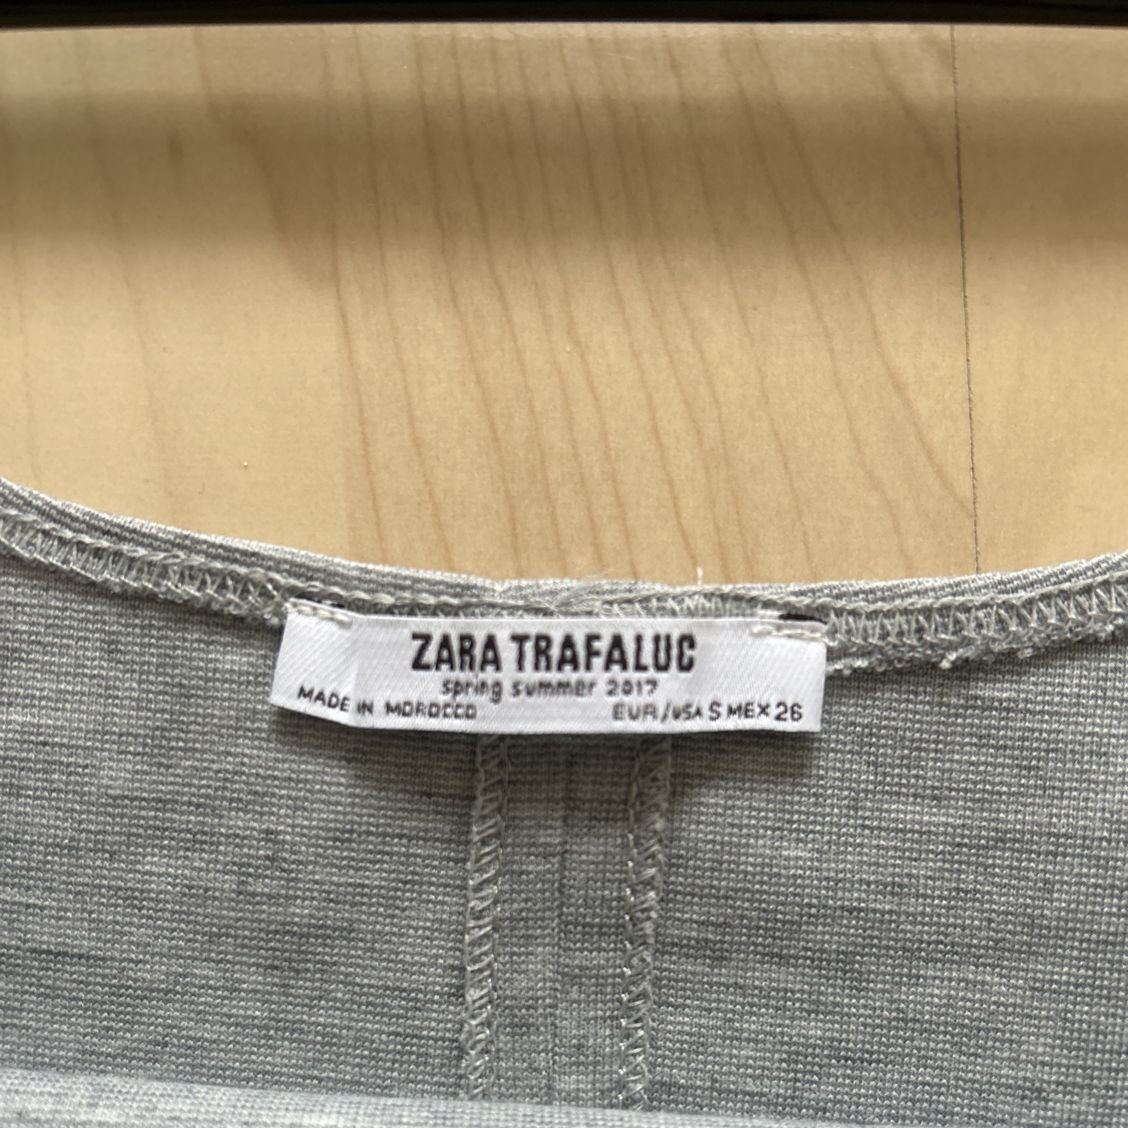 ZARA TRAFALUC
spring summer 2017
MADE IN MOROCCO EUR/USA S MEX 26